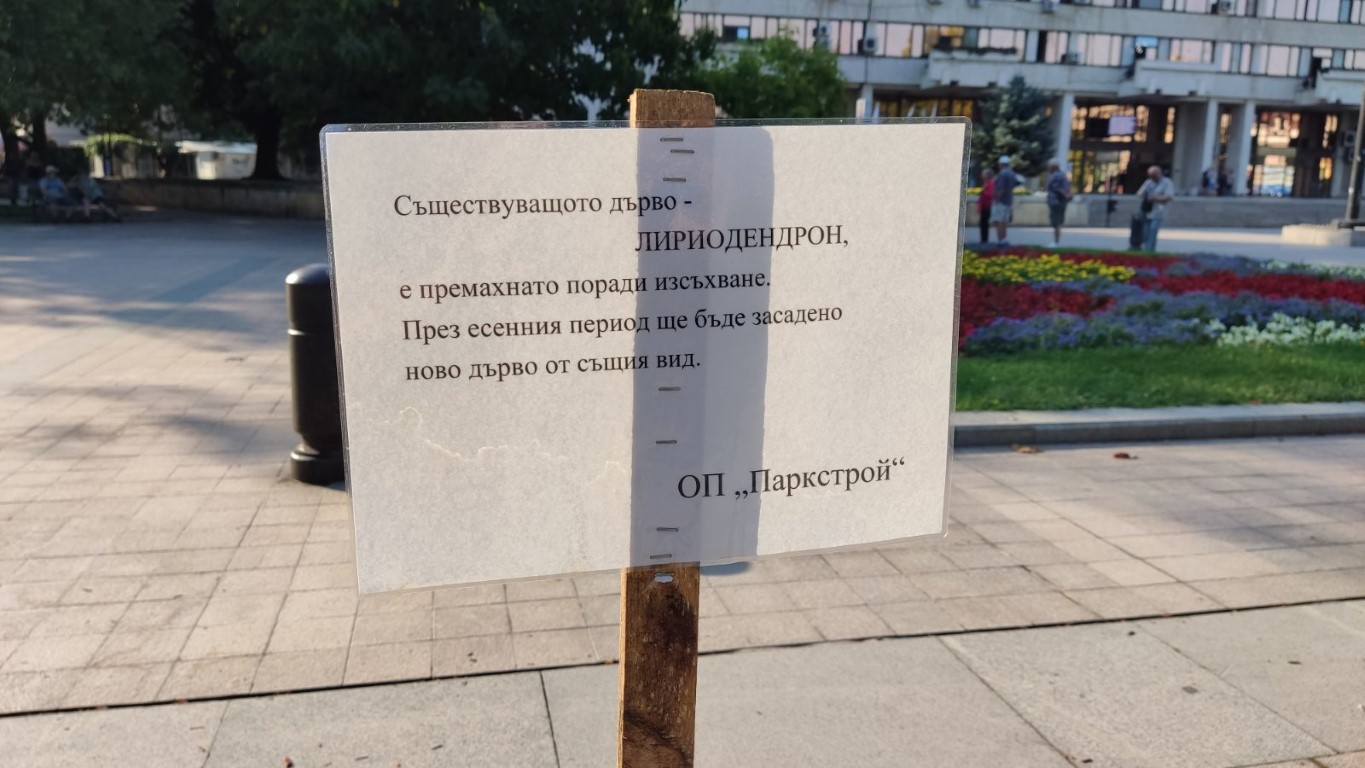 Съществуващото дърво -
ЛИРИОДЕНДРОН,
е премахнато поради изсъхване.
През есенния период ще бъде засадено
ново дърво от същия вид.
ОП „Паркстрой“